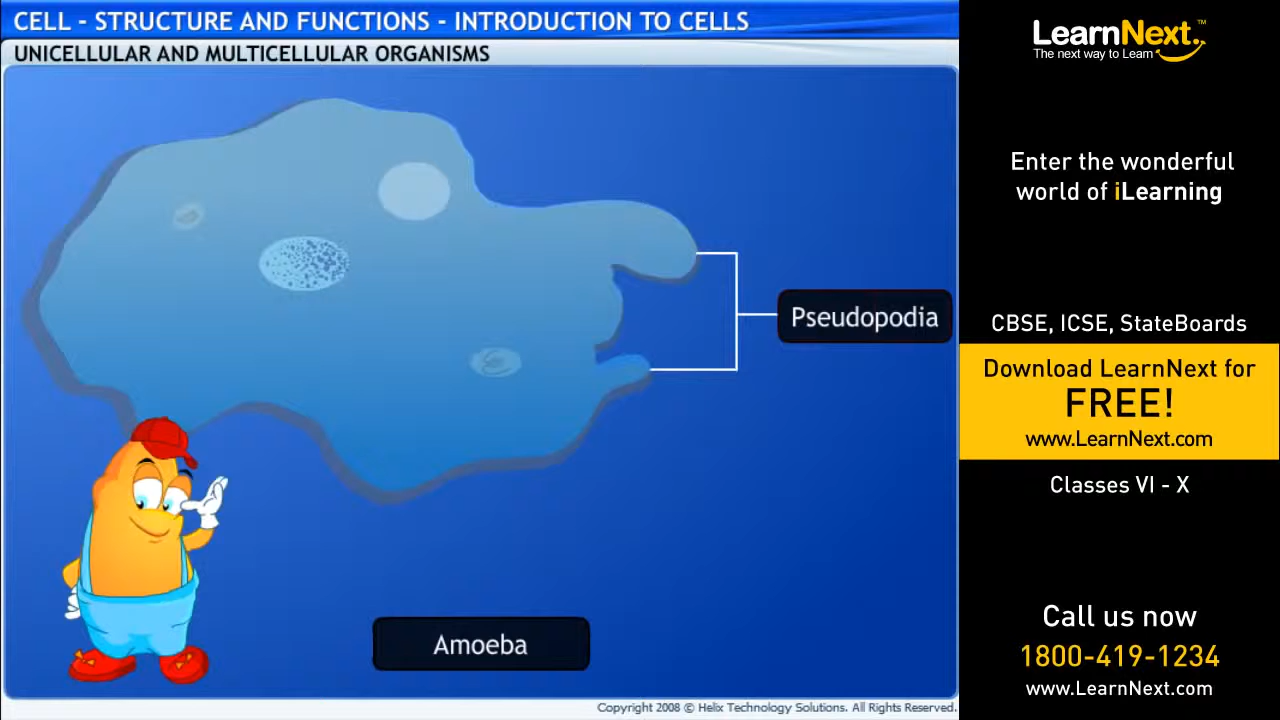 CELL - STRUCTURE AND FUNCTIONS - INTRODUCTION TO CELLS
UNICELLULAR AND MULTICELLULAR ORGANISMS
Pseudopodia
Amoeba
Copyright 2008 © Helix Technology Solutions. All Rights Reserved.
LearnNext.™
The next way to Learn
Enter the wonderful
world of iLearning
CBSE, ICSE, StateBoards
Download LearnNext for
FREE!
www.LearnNext.com
Classes VI - X
Call us now
1800-419-1234
www.LearnNext.com